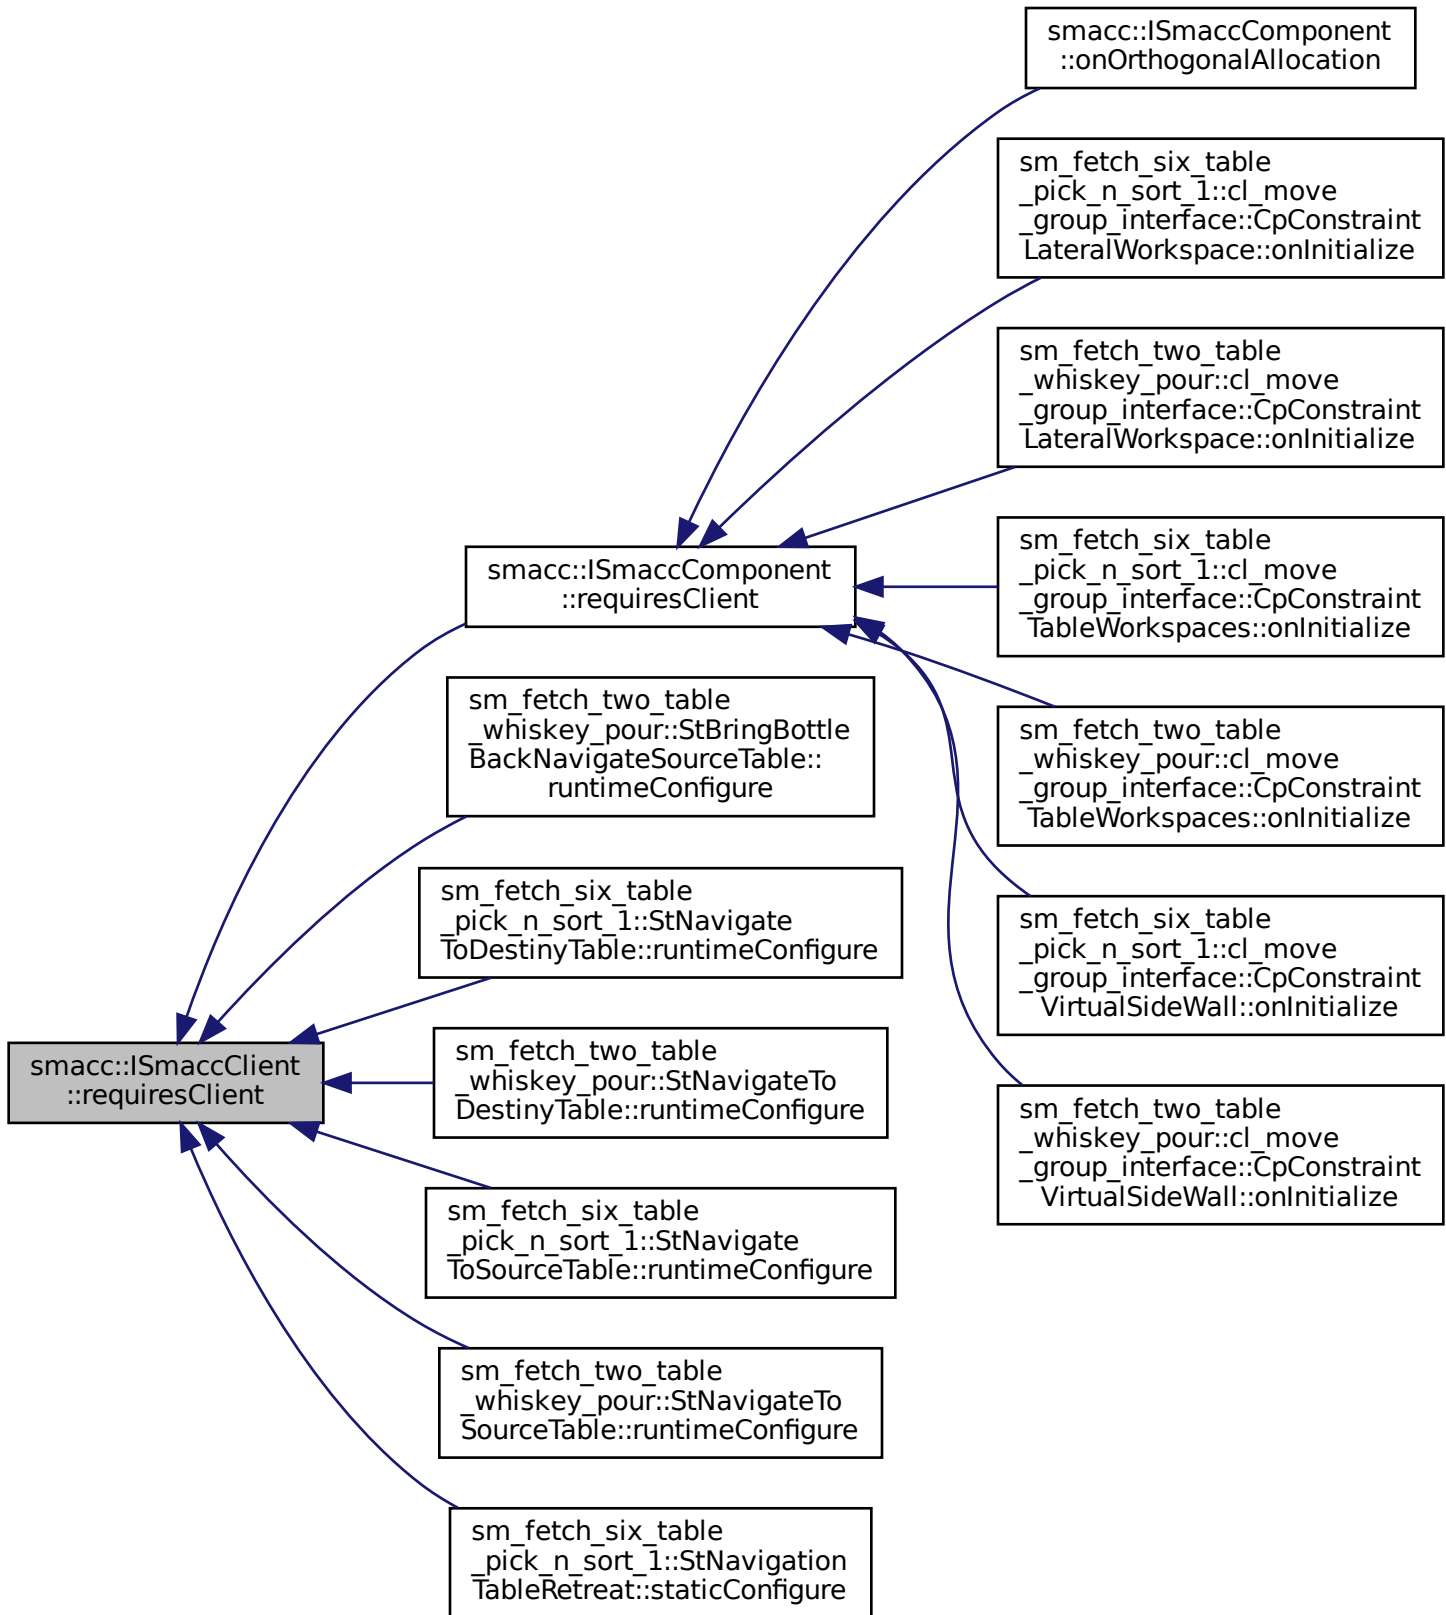 smacc::ISmaccComponent
::onOrthogonalAllocation
sm_fetch_six_table
_pick_n_sort_1::cl_move
_group_interface::CpConstraint
LateralWorkspace::onInitialize
sm_fetch_two_table
_whiskey_pour::cl_move
_group_interface::CpConstraint
LateralWorkspace::onInitialize
smacc::ISmaccComponent
::requiresClient
sm_fetch_six_table
_pick_n_sort_1::cl_move
_group_interface::CpConstraint
TableWorkspaces::onInitialize
sm_fetch_two_table
_whiskey_pour::StBringBottle
BackNavigateSourceTable::
runtimeConfigure
sm_fetch_two_table
_whiskey_pour::cl_move
_group_interface::CpConstraint
TableWorkspaces::onInitialize
sm_fetch_six_table
_pick_n_sort_1::StNavigate
ToDestinyTable::runtimeConfigure
sm_fetch_six_table
_pick_n_sort_1::cl_move
_group_interface::CpConstraint
VirtualSideWall::onInitialize
smacc::ISmaccClient
::requiresClient
sm_fetch_two_table
_whiskey_pour::StNavigateTo
DestinyTable::runtimeConfigure
sm_fetch_two_table
_whiskey_pour::cl_move
_group_interface::CpConstraint
VirtualSideWall::onInitialize
sm_fetch_six_table
_pick_n_sort_1::StNavigate
ToSourceTable::runtimeConfigure
sm_fetch_two_table
_whiskey_pour::StNavigateTo
SourceTable::runtimeConfigure
sm_fetch_six_table
_pick_n_sort_1::StNavigation
TableRetreat::staticConfigure